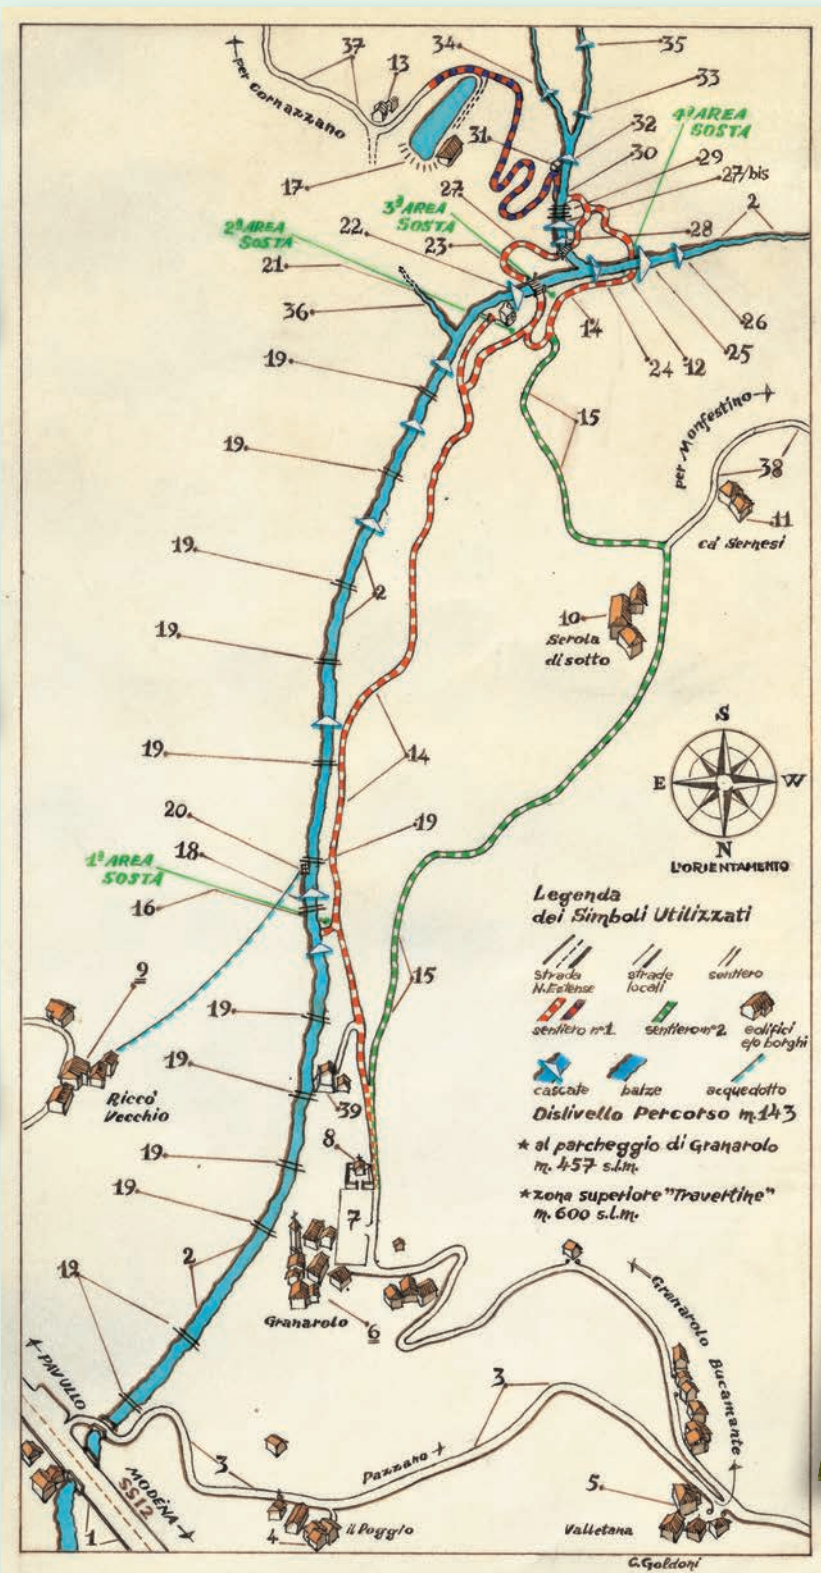 37
34
35
13
per Cornazzano
33
4ª AREA
SOSTA
31
32
30
29
17
27
27/bis
3ª AREA
SOSTA
2
2ª AREA
SOSTA
22
23
28
21
36
14
26
25
24
12
19
15
per Monfestino
38
19
11
ca' Sernesi
19
2
10
Serola
di sotto
19
S
19
14
E
W
20
19
N
L'ORIENTAMENTO
1ª AREA
SOSTA
18
16
Legenda
dei Simboli Utilizzati
strada
N. Estense
strade
locali
sentiero
9
15
19
sentiero n°1
sentiero n°2
edifici
e/o borghi
19
Riccò
Vecchio
39
cascate
balze
acquedotto
Dislivello Percorso m.143
8
* al parcheggio di Granarolo
m. 457 s.l.m.
19
19
* zona superiore "Travertine"
m. 600 s.l.m.
7
2
19
Granarolo
6
Granarolo
Bucamante
PAVULLO
3
3
Pazzano
MODENA
SS12
5
1
4
il Poggio
Valletana
G. Goldoni